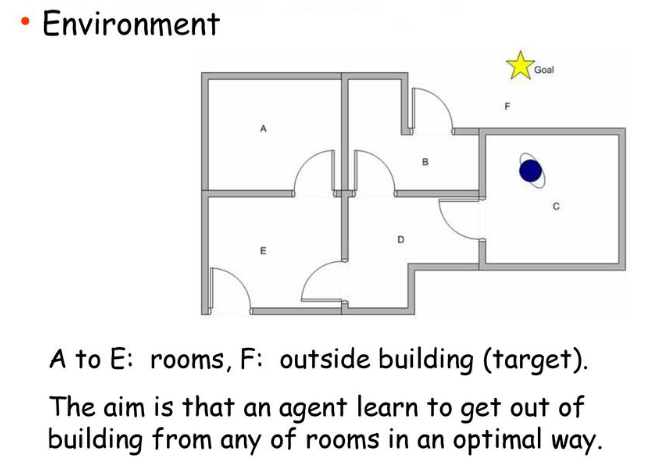 • Environment
Goal
F
A
B
C
D
E
A to E: rooms, F: outside building (target).
The aim is that an agent learn to get out of
building from any of rooms in an optimal way.